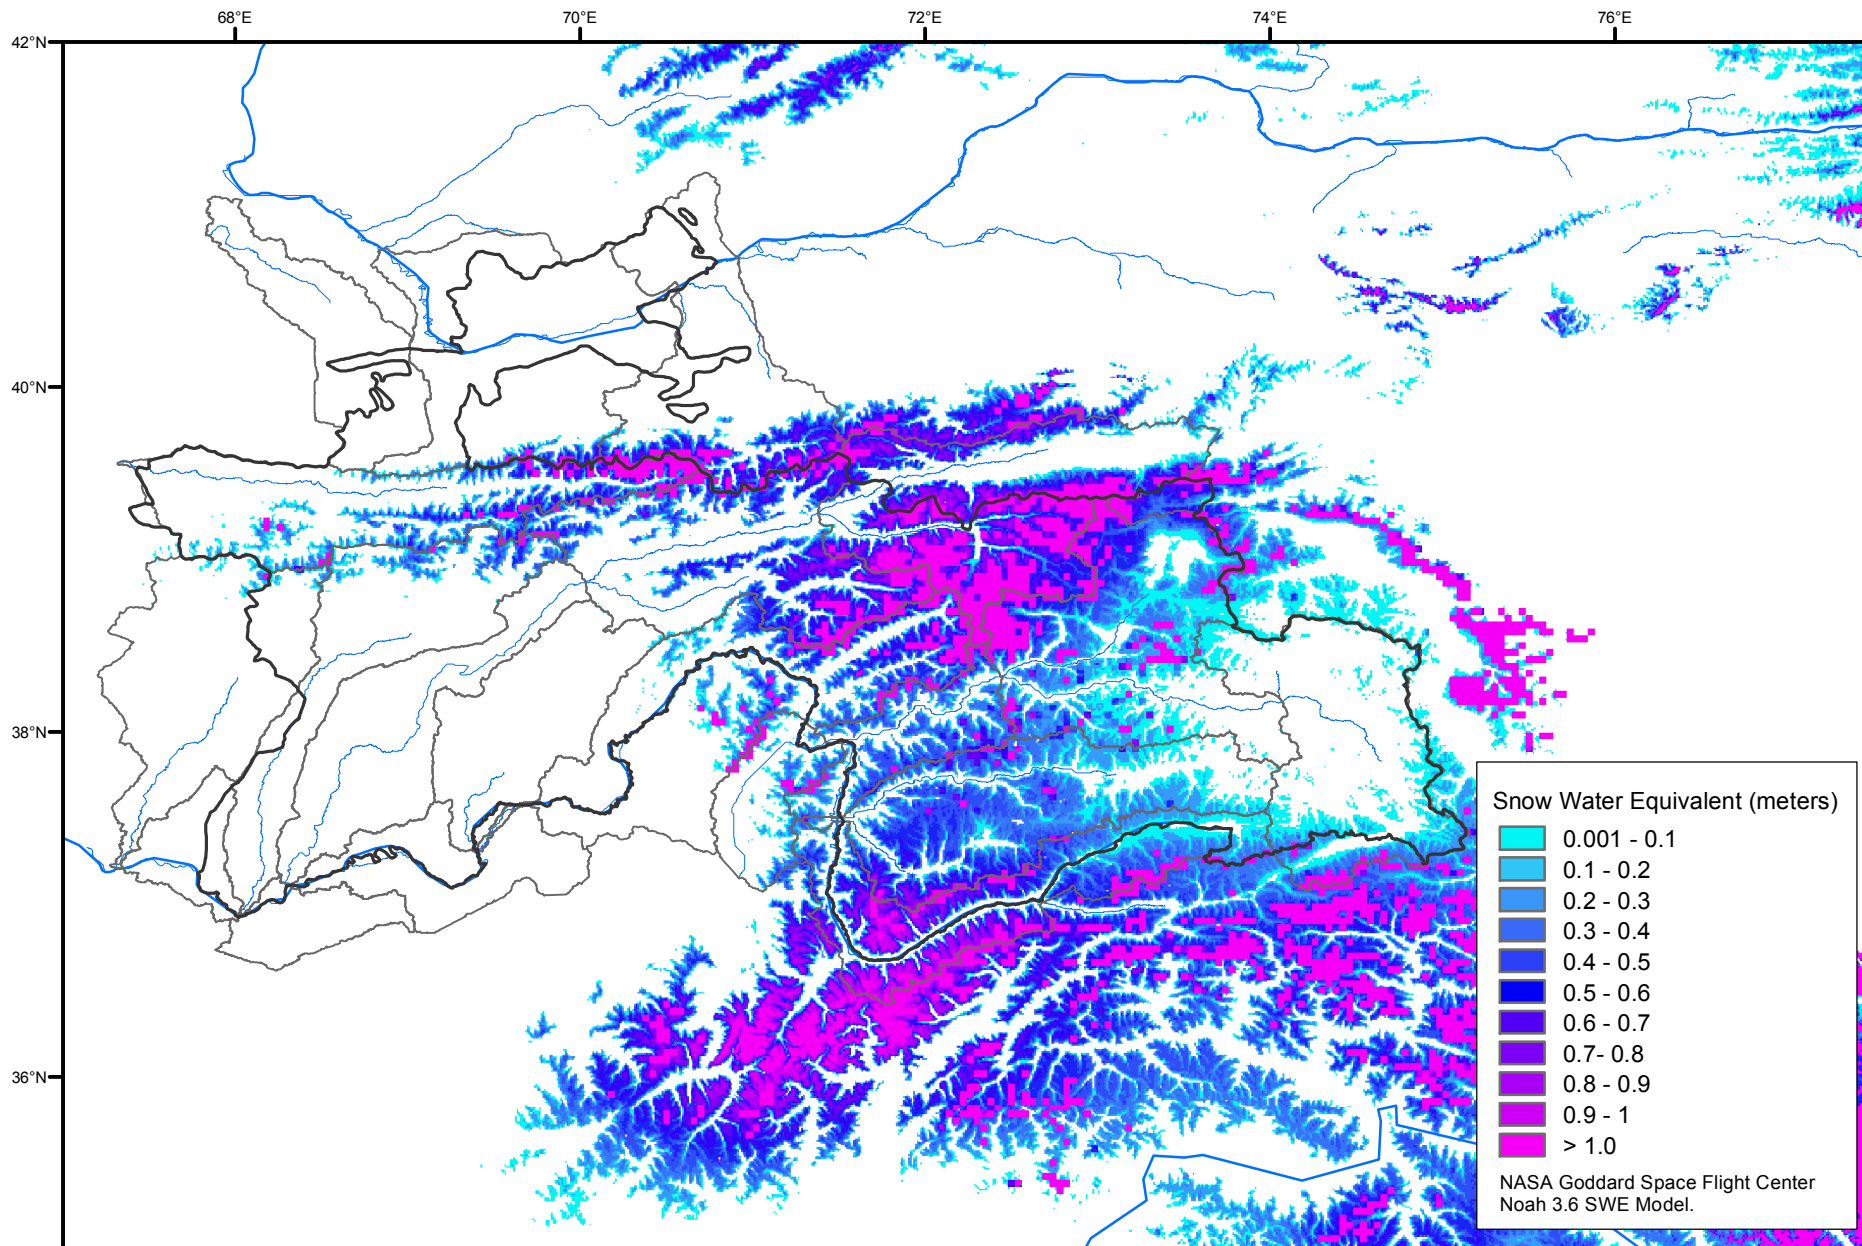 68°E 70°E 72°E 74°E 76°E
42°N
40°N
38°N
36°N
Snow Water Equivalent (meters)
0.001 - 0.1
0.1 - 0.2
0.2 - 0.3
0.3 - 0.4
0.4 - 0.5
0.5 - 0.6
0.6 - 0.7
0.7- 0.8
0.8 - 0.9
0.9 - 1
> 1.0
NASA Goddard Space Flight Center
Noah 3.6 SWE Model.